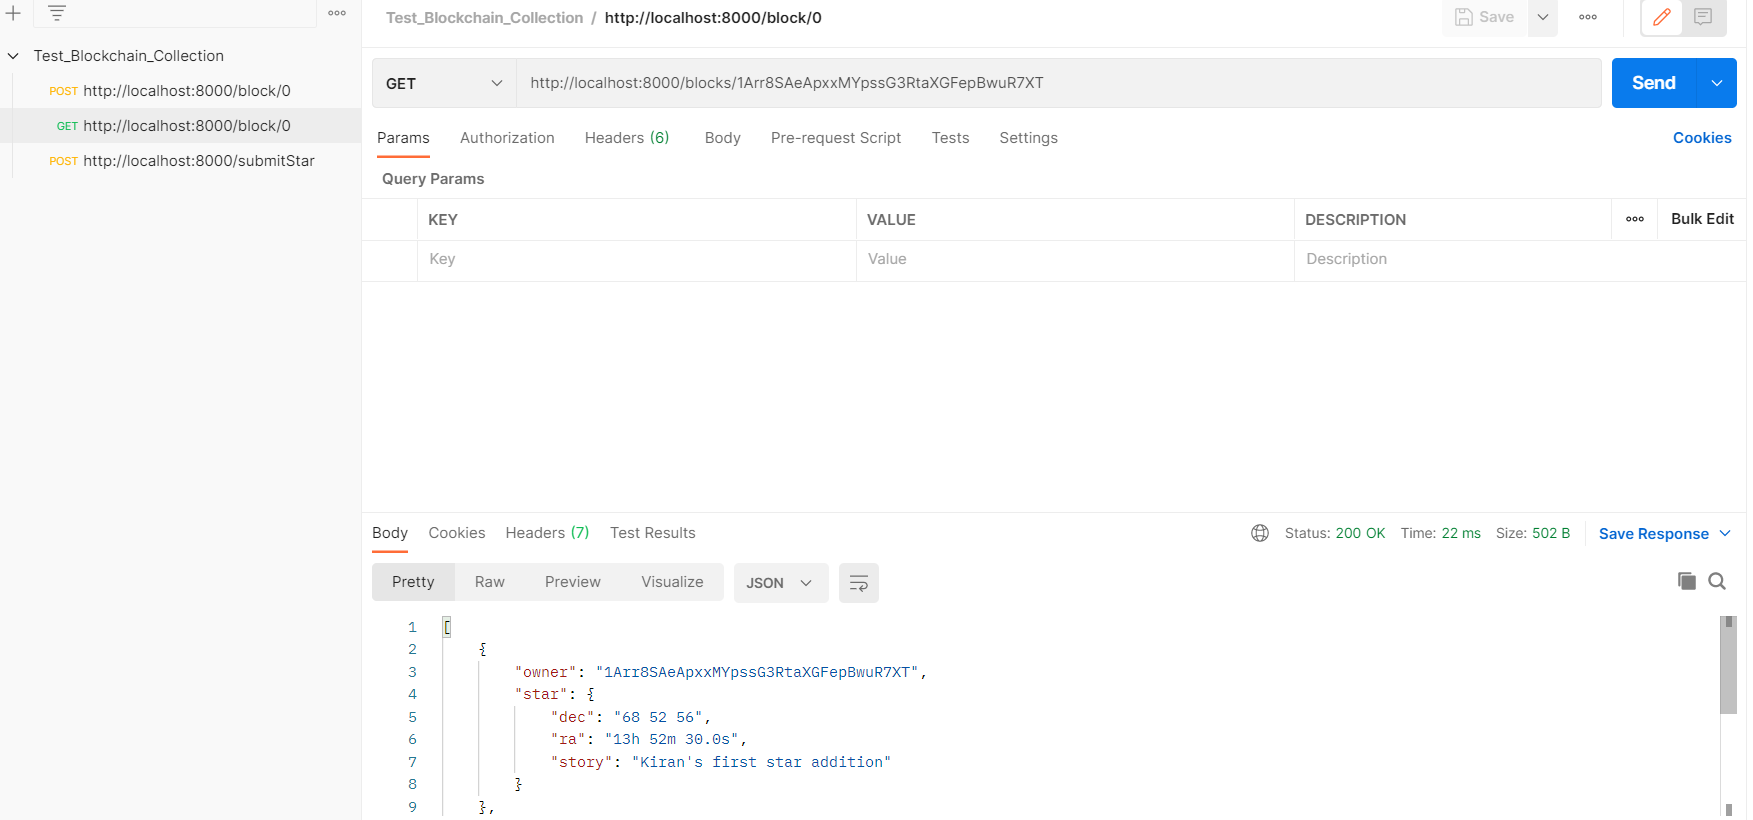 Test_Blockchain_Collection / http://localhost:8000/block/0
Save
Test_Blockchain_Collection
POST http://localhost:8000/block/0
GET http://localhost:8000/block/0
POST http://localhost:8000/submitStar
GET http://localhost:8000/blocks/1Arr8SAeApxxMYpssG3RtaXGFepBwuR7XT Send
Params Authorization Headers (6) Body Pre-request Script Tests Settings Cookies
Query Params
KEY VALUE DESCRIPTION Bulk Edit
Key Value Description
Body Cookies Headers (7) Test Results Status: 200 OK Time: 22 ms Size: 502 B Save Response
Pretty Raw Preview Visualize JSON
1 [
2 {
3 "owner": "1Arr8SAeApxxMYpssG3RtaXGFepBwuR7XT",
4 "star": {
5 "dec": "68 52 56",
6 "ra": "13h 52m 30.0s",
7 "story": "Kiran's first star addition"
8 }
9 },